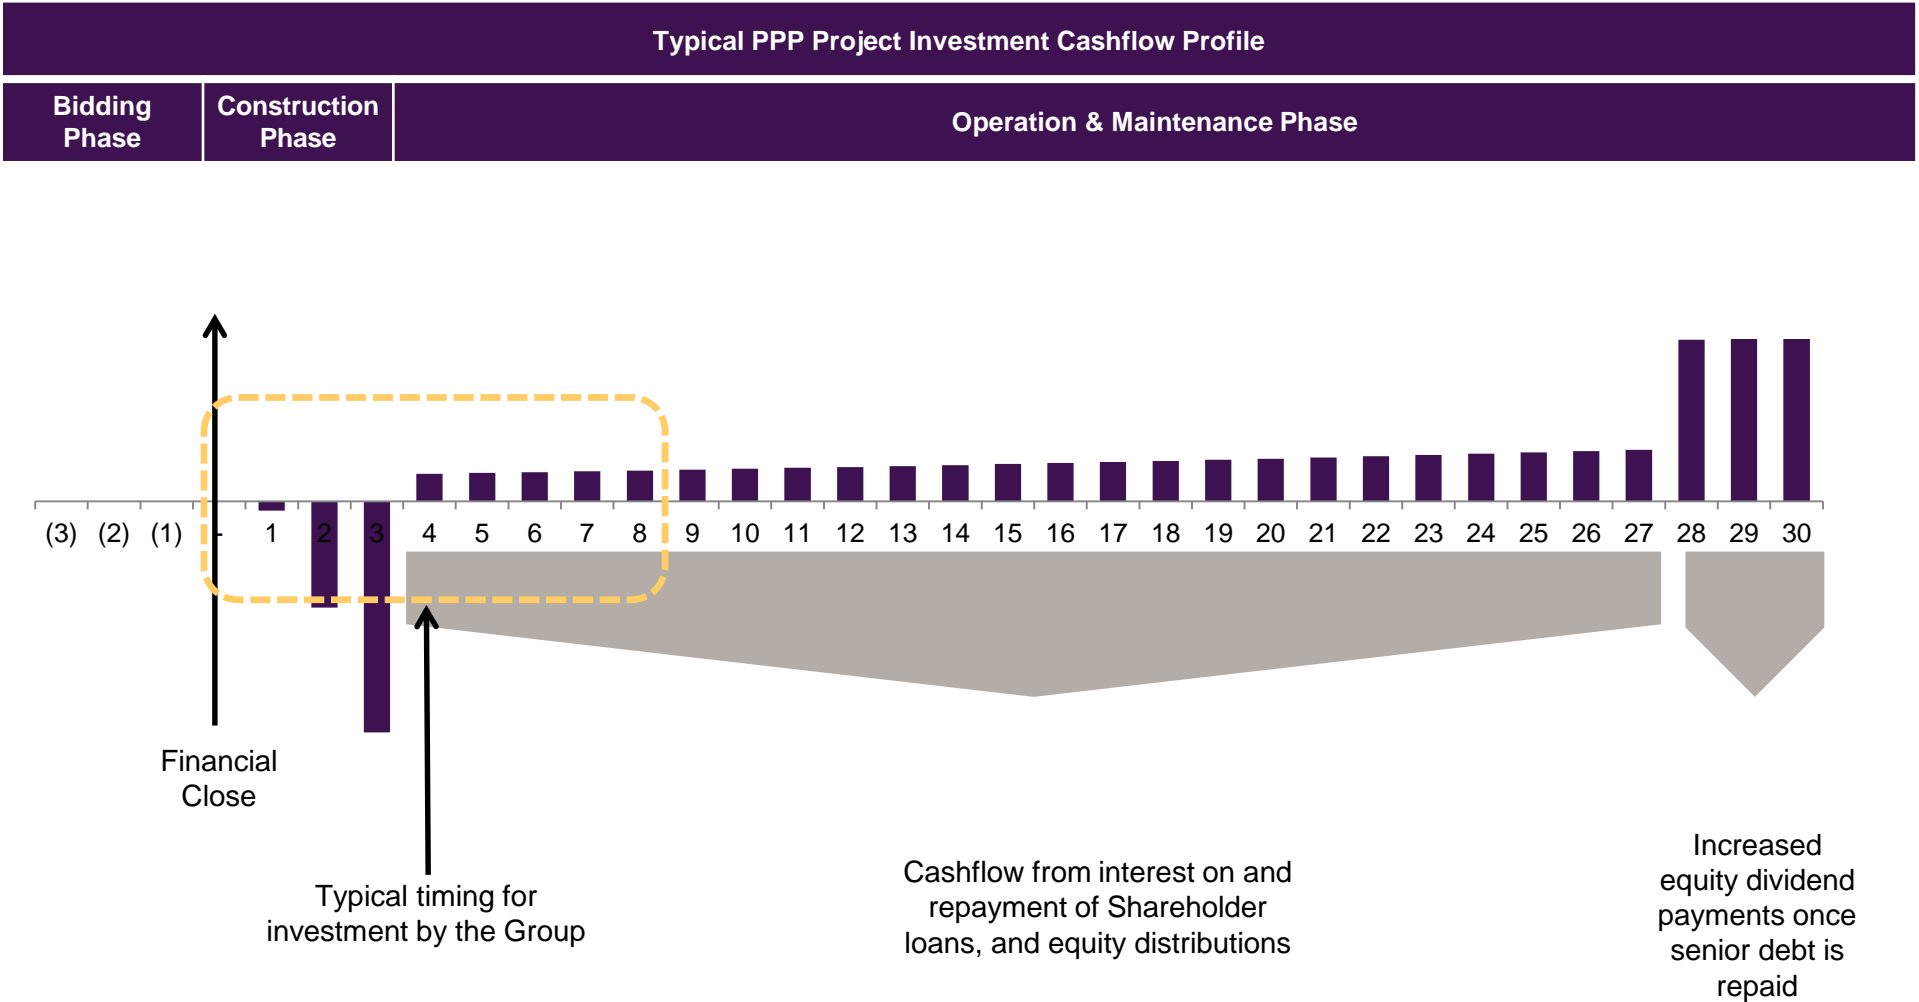 Typical PPP Project Investment Cashflow Profile
Bidding
Phase
Construction
Phase
Operation & Maintenance Phase
(3) (2) (1) - 1 2 3 4 5 6 7 8 9 10 11 12 13 14 15 16 17 18 19 20 21 22 23 24 25 26 27 28 29 30
Financial
Close
Typical timing for
investment by the Group
Cashflow from interest on and
repayment of Shareholder
loans, and equity distributions
Increased
equity dividend
payments once
senior debt is
repaid